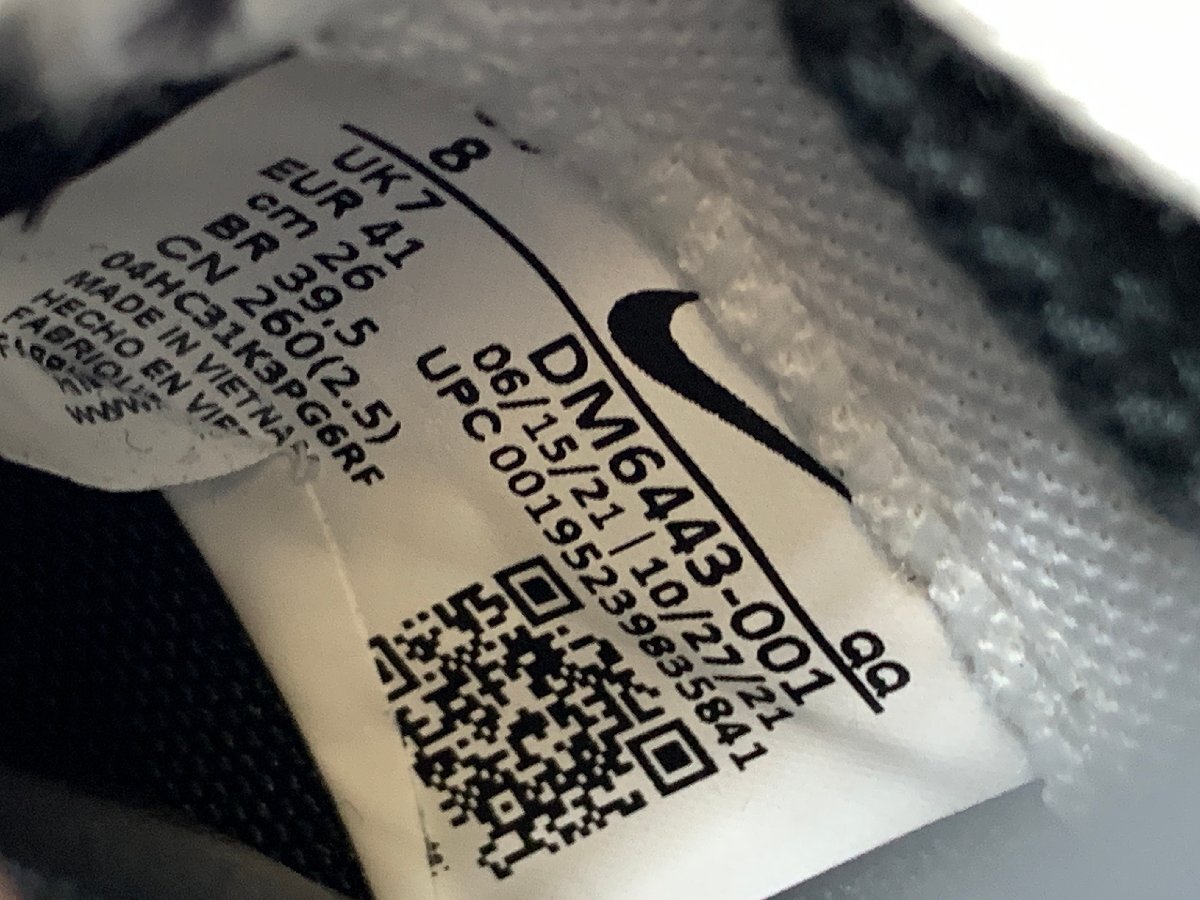 8
UK 7
EUR 41
cm 26
BR 39.5
CN 260(2.5)
04HC31K3PG6RF
MADE IN VIETNAM
HECHO EN
QQ
DM6443-001
06/15/21 | 10/27/21
UPC 00195239835841